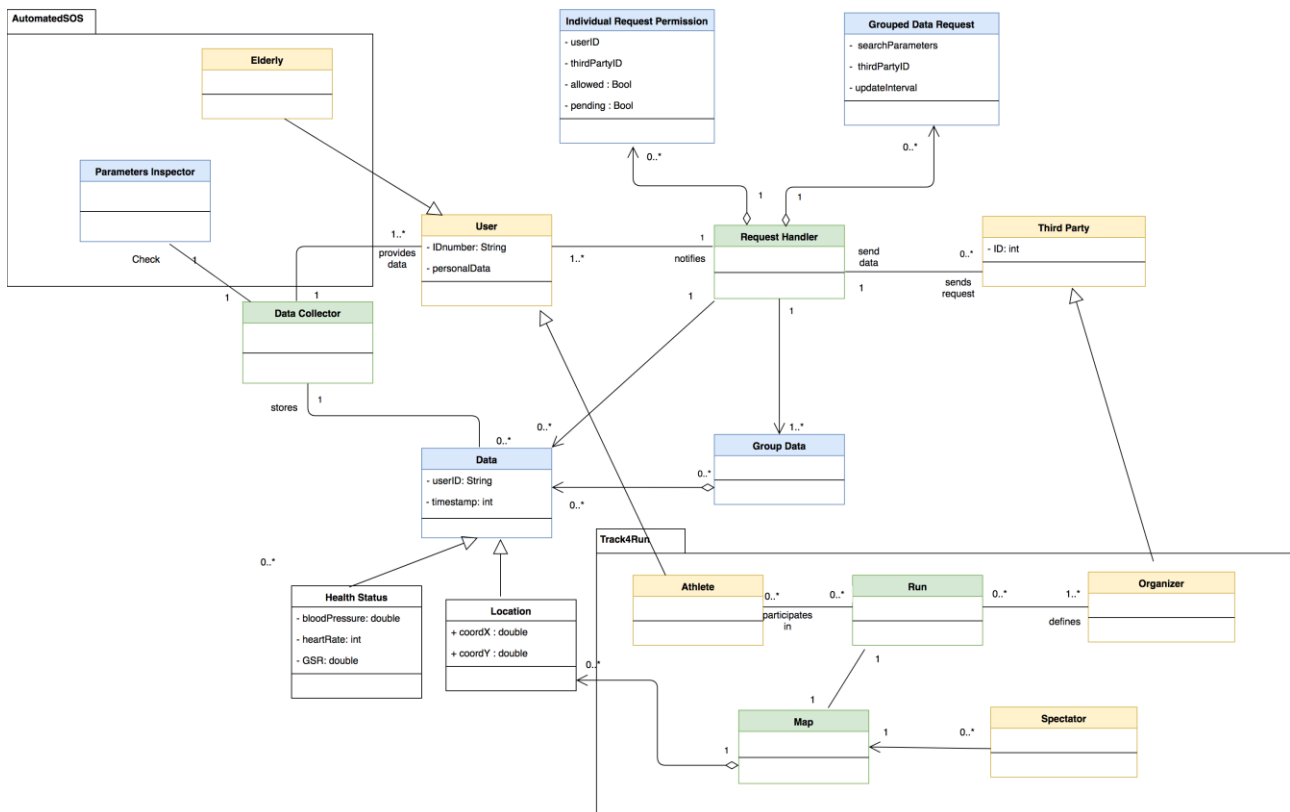 AutomatedSOS
Individual Request Permission
- userID
- thirdPartyID
- allowed : Bool
- pending : Bool
Grouped Data Request
- searchParameters
- thirdPartyID
- updateInterval
Elderly
Parameters Inspector
Check
1
1
1..*
provides
data
1
User
- IDnumber: String
- personalData
1
1..*
notifies
0..*
1
0..*
1
Request Handler
send
data
1
0..*
sends
request
Third Party
- ID: int
Data Collector
1
stores
0..*
1
0..*
1
1..*
Data
- userID: String
- timestamp: int
0..*
0..*
Group Data
0..*
Health Status
- bloodPressure: double
- heartRate: int
- GSR: double
Location
+ coordX : double
+ coordY : double
0..*
Track4Run
Athlete
0..*
0..*
participates
in
Run
0..*
1..*
defines
Organizer
1
1
Map
1
1
0..*
Spectator